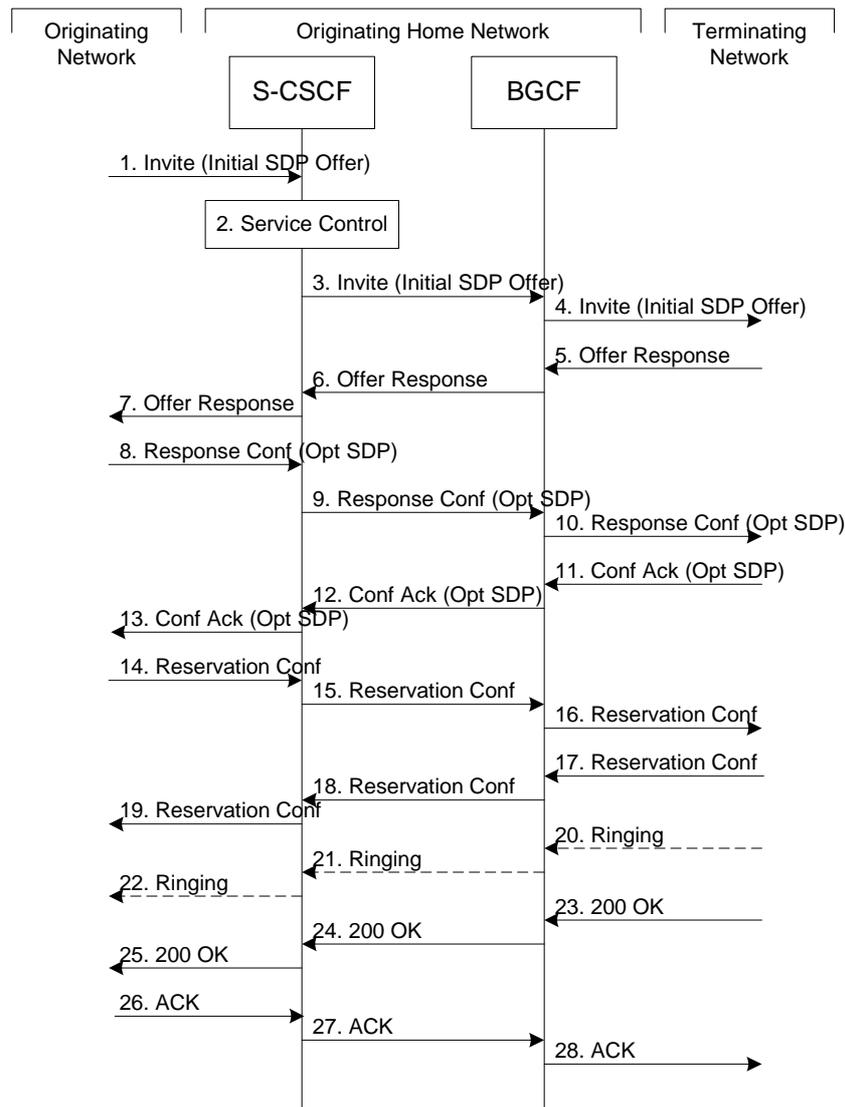 Originating
Network
Originating Home Network
Terminating
Network
S-CSCF
BGCF
1. Invite (Initial SDP Offer)
2. Service Control
3. Invite (Initial SDP Offer)
4. Invite (Initial SDP Offer)
5. Offer Response
6. Offer Response
7. Offer Response
8. Response Conf (Opt SDP)
9. Response Conf (Opt SDP)
10. Response Conf (Opt SDP)
11. Conf Ack (Opt SDP)
12. Conf Ack (Opt SDP)
13. Conf Ack (Opt SDP)
14. Reservation Conf
15. Reservation Conf
16. Reservation Conf
17. Reservation Conf
18. Reservation Conf
19. Reservation Conf
20. Ringing
21. Ringing
22. Ringing
23. 200 OK
24. 200 OK
25. 200 OK
26. ACK
27. ACK
28. ACK